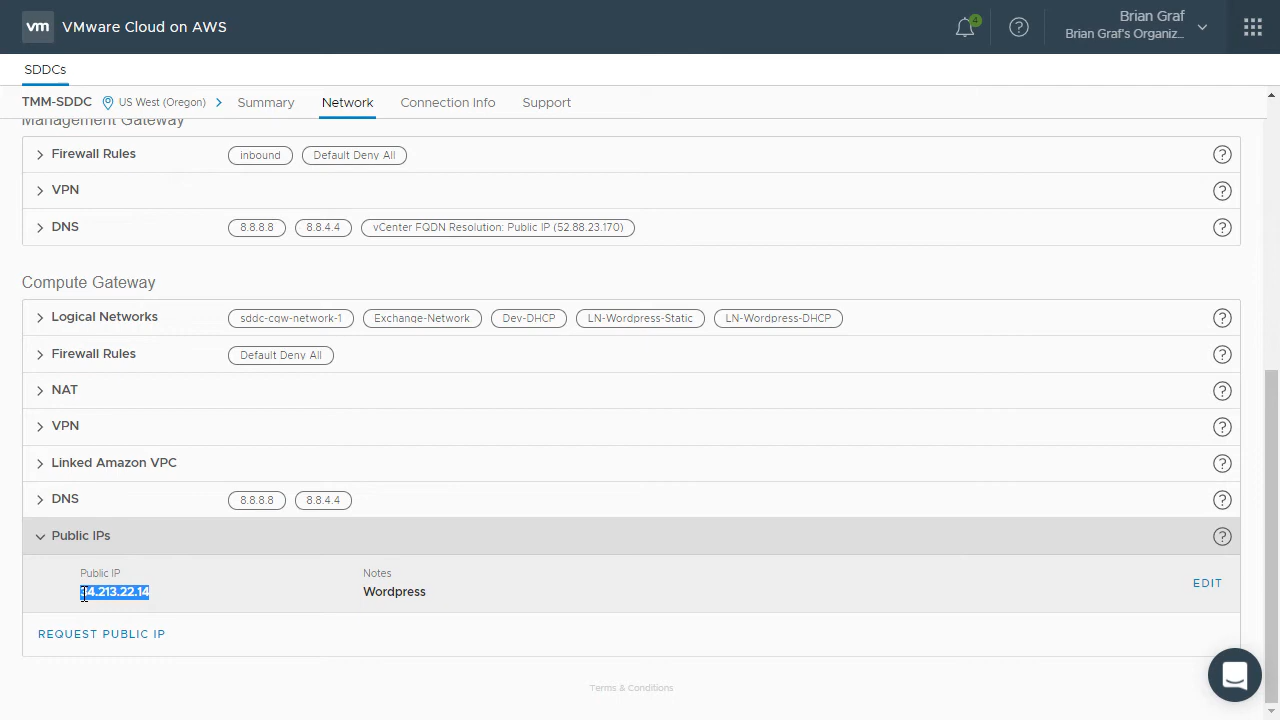 vm VMware Cloud on AWS
4
Brian Graf
Brian Graf's Organiz...
SDDCs
TMM-SDDC US West (Oregon) Summary Network Connection Info Support
Management Gateway
Firewall Rules inbound Default Deny All
VPN
DNS 8.8.8.8 8.8.4.4 vCenter FQDN Resolution: Public IP (52.88.23.170)
Compute Gateway
Logical Networks sddc-cgw-network-1 Exchange-Network Dev-DHCP LN-Wordpress-Static LN-Wordpress-DHCP
Firewall Rules Default Deny All
NAT
VPN
Linked Amazon VPC
DNS 8.8.8.8 8.8.4.4
Public IPs
Public IP Notes
34.213.22.14 Wordpress
EDIT
REQUEST PUBLIC IP
Terms & Conditions